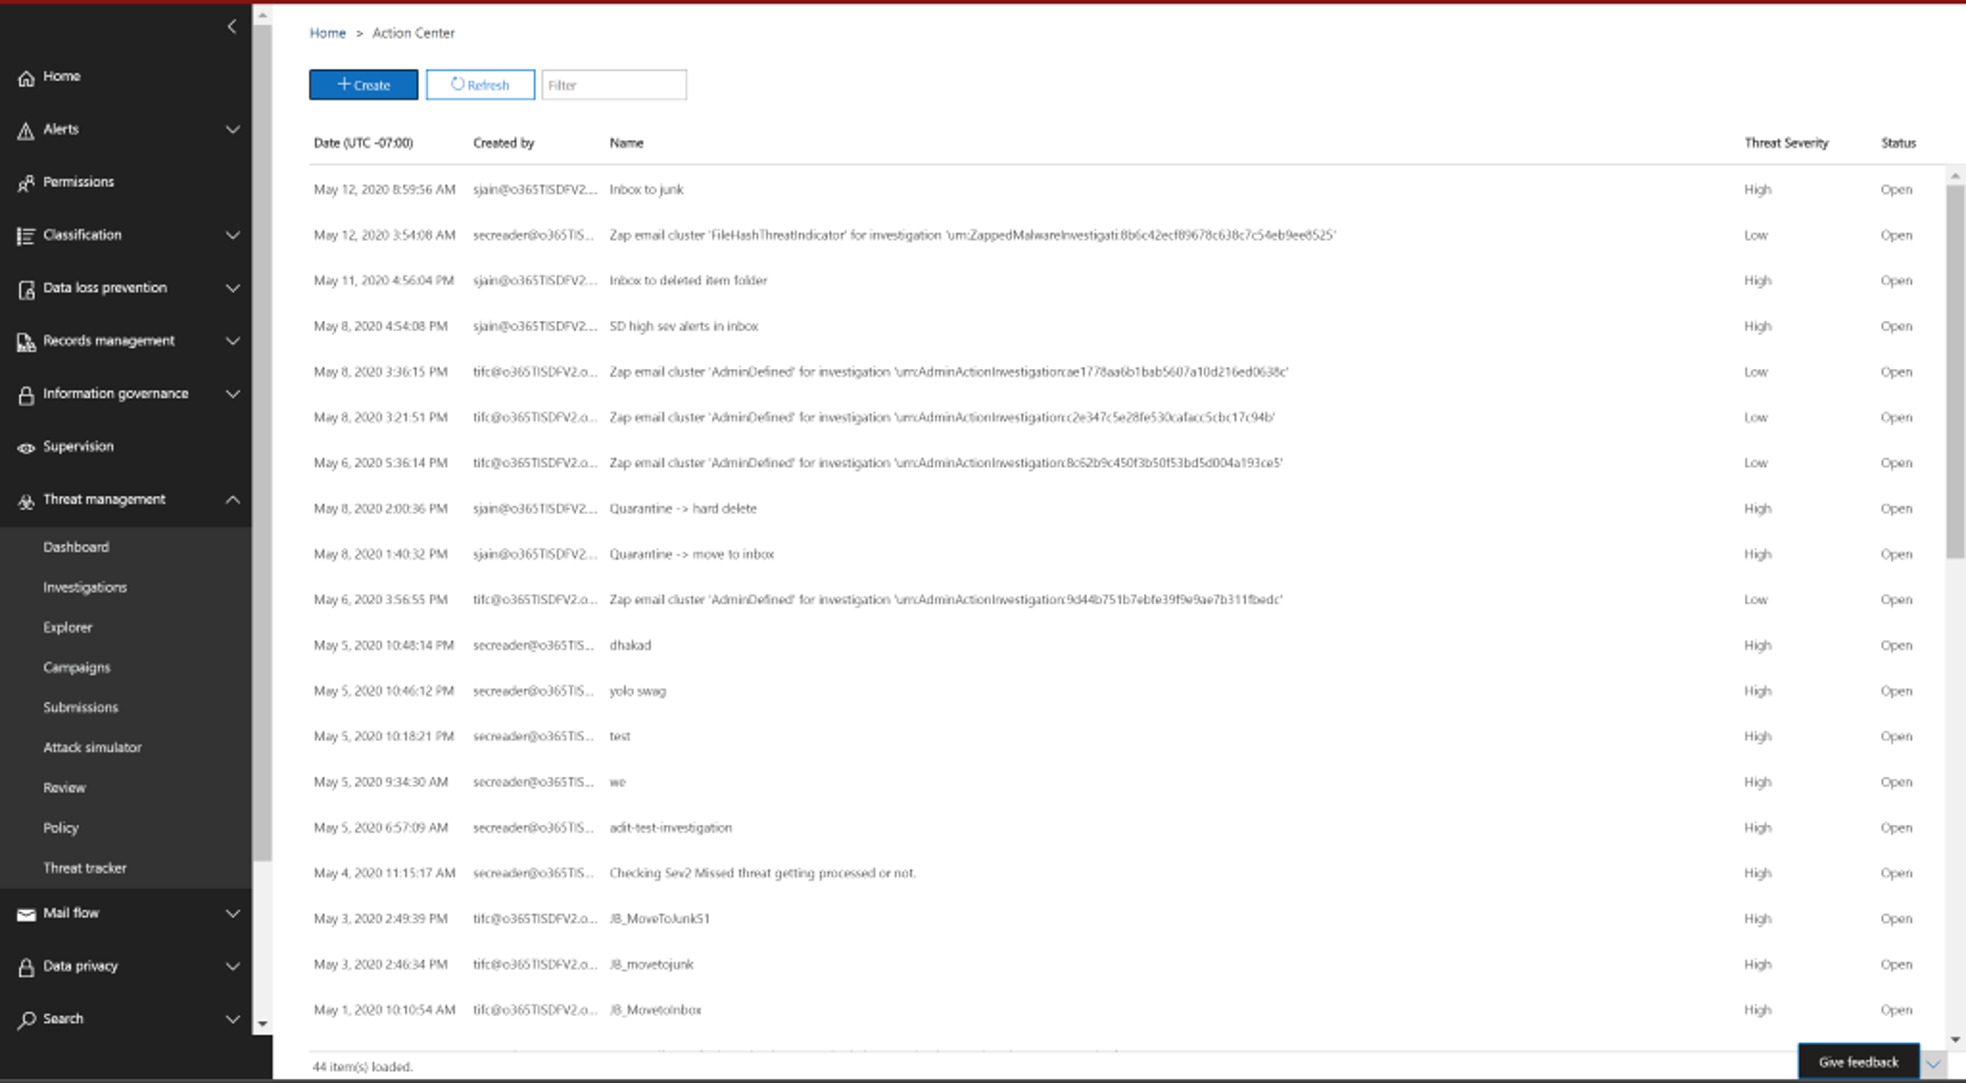 Home > Action Center
Home
Alerts
Permissions
Classification
Data loss prevention
Records management
Information governance
Supervision
Threat management
Dashboard
Investigations
Explorer
Campaigns
Submissions
Attack simulator
Review
Policy
Threat tracker
Mail flow
Data privacy
Search
+ Create Refresh Filter
Date (UTC -07:00) Created by Name Threat Severity Status
May 12, 2020 8:59:56 AM sjain@o365TISDFV2... Inbox to junk High Open
May 12, 2020 3:54:08 AM secreader@o365TIS... Zap email cluster 'FileHashThreatIndicator' for investigation 'urn:ZappedMalwareInvestigati:8b6c42ecf89678c638c7c54eb9ee8525' Low Open
May 11, 2020 4:56:04 PM sjain@o365TISDFV2... Inbox to deleted item folder High Open
May 8, 2020 4:54:08 PM sjain@o365TISDFV2... SD high sev alerts in inbox High Open
May 8, 2020 3:36:15 PM tifc@o365TISDFV2.o... Zap email cluster 'AdminDefined' for investigation 'urn:AdminActionInvestigation:ae1778aa6b1bab5607a10d216ed0638c' Low Open
May 8, 2020 3:21:51 PM tifc@o365TISDFV2.o... Zap email cluster 'AdminDefined' for investigation 'urn:AdminActionInvestigation:c2e347c5e28fe530cafacc5cbc17c94b' Low Open
May 6, 2020 5:36:14 PM tifc@o365TISDFV2.o... Zap email cluster 'AdminDefined' for investigation 'urn:AdminActionInvestigation:8c62b9c450f3b50f53bd5d004a193ce5' Low Open
May 8, 2020 2:00:36 PM sjain@o365TISDFV2... Quarantine -> hard delete High Open
May 8, 2020 1:40:32 PM sjain@o365TISDFV2... Quarantine -> move to inbox High Open
May 6, 2020 3:56:55 PM tifc@o365TISDFV2.o... Zap email cluster 'AdminDefined' for investigation 'urn:AdminActionInvestigation:9d44b751b7ebfe39f9e9ae7b311fbedc' Low Open
May 5, 2020 10:48:14 PM secreader@o365TIS... dhakad High Open
May 5, 2020 10:46:12 PM secreader@o365TIS... yolo swag High Open
May 5, 2020 10:18:21 PM secreader@o365TIS... test High Open
May 5, 2020 9:34:30 AM secreader@o365TIS... we High Open
May 5, 2020 6:57:09 AM secreader@o365TIS... adit-test-investigation High Open
May 4, 2020 11:15:17 AM secreader@o365TIS... Checking Sev2 Missed threat getting processed or not. High Open
May 3, 2020 2:49:39 PM tifc@o365TISDFV2.o... JB_MoveToJunk51 High Open
May 3, 2020 2:46:34 PM tifc@o365TISDFV2.o... JB_movetojunk High Open
May 1, 2020 10:10:54 AM tifc@o365TISDFV2.o... JB_MovetoInbox High Open
44 item(s) loaded.
Give feedback